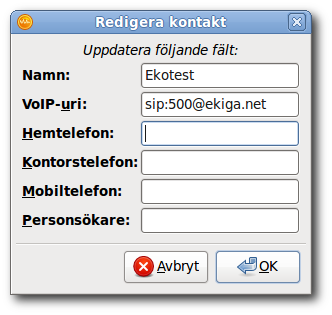 Redigera kontakt
Uppdatera följande fält:
Namn: Ekotest
VoIP-uri: sip:500@ekiga.net
Hemtelefon:
Kontorstelefon:
Mobiltelefon:
Personsökare:
Avbryt OK